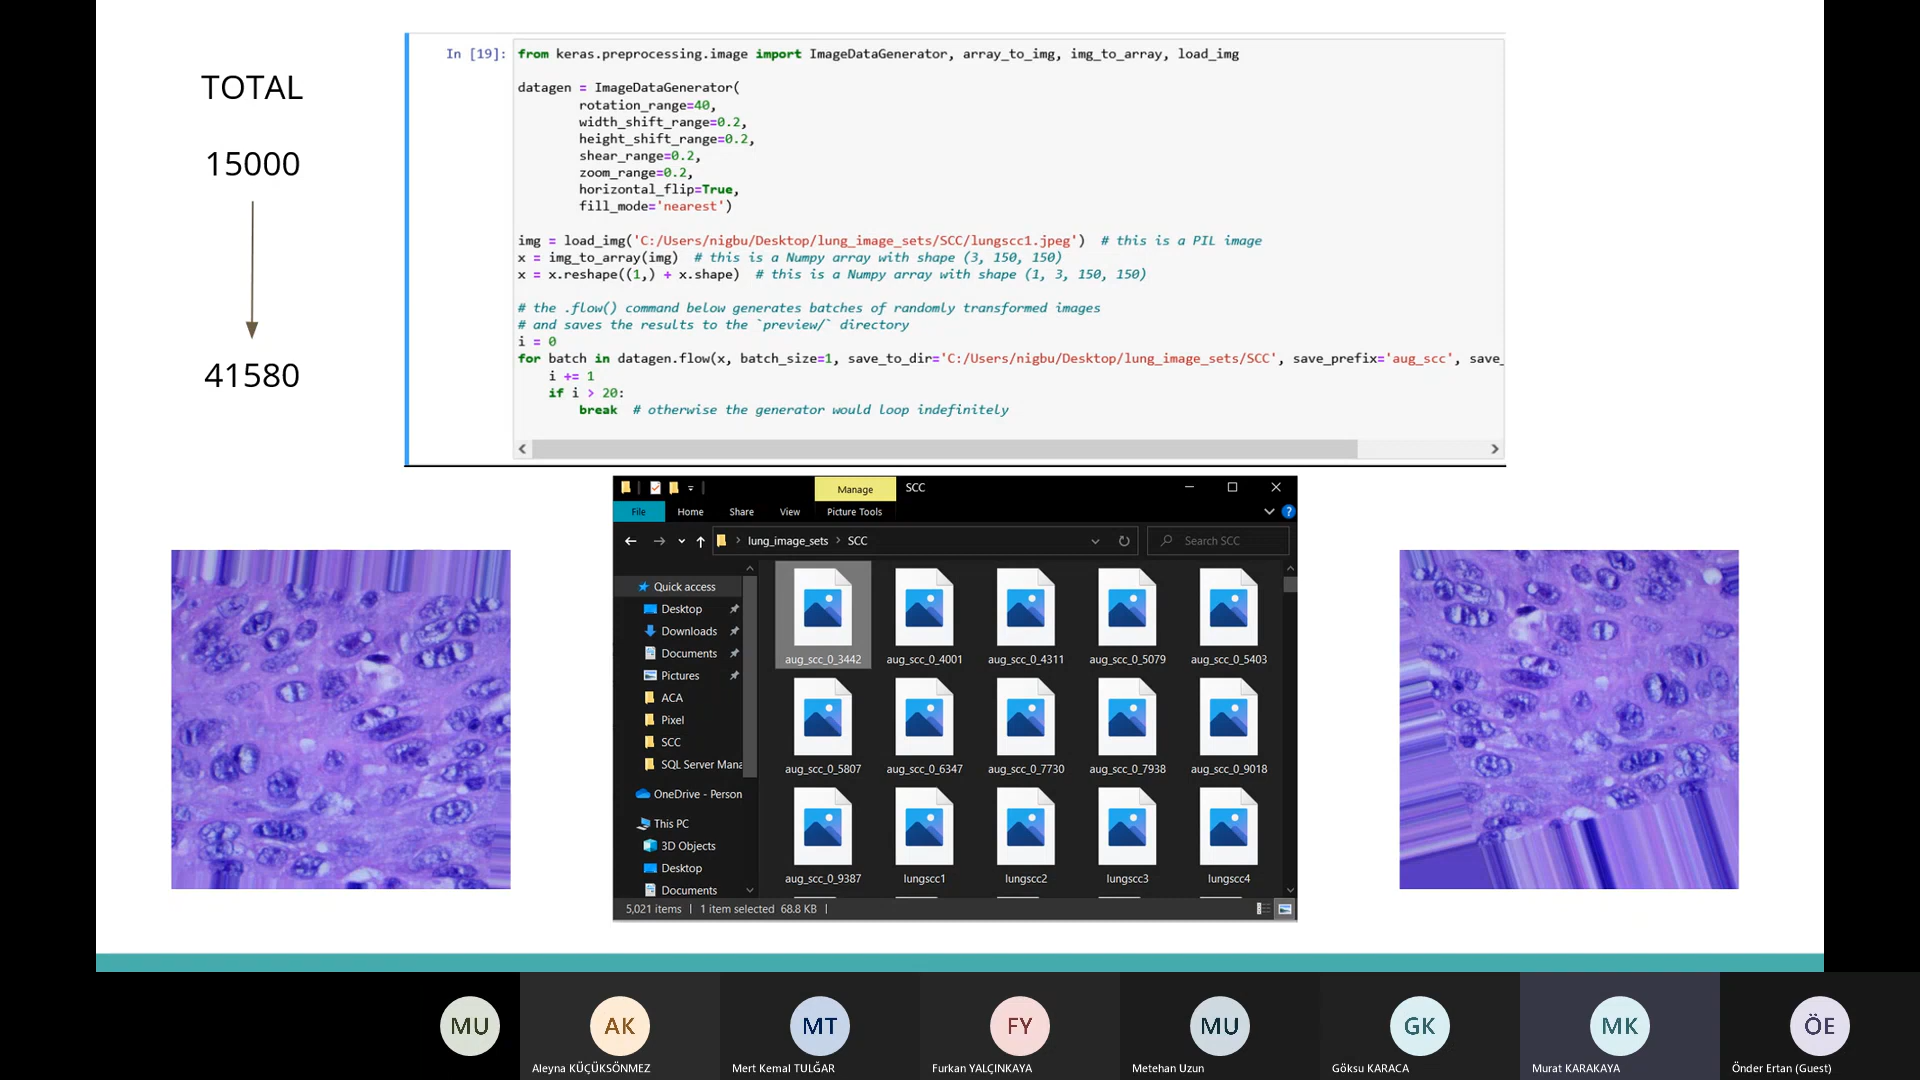 TOTAL
15000
41580
In [19]:
from keras.preprocessing.image import ImageDataGenerator, array_to_img, img_to_array, load_img
datagen = ImageDataGenerator(
rotation_range=40,
width_shift_range=0.2,
height_shift_range=0.2,
shear_range=0.2,
zoom_range=0.2,
horizontal_flip=True,
fill_mode='nearest')
img = load_img('C:/Users/nigbu/Desktop/lung_image_sets/SCC/lungscc1.jpeg')  # this is a PIL image
x = img_to_array(img)  # this is a Numpy array with shape (3, 150, 150)
x = x.reshape((1,) + x.shape)  # this is a Numpy array with shape (1, 3, 150, 150)
# the .flow() command below generates batches of randomly transformed images
# and saves the results to the `preview/` directory
i = 0
for batch in datagen.flow(x, batch_size=1, save_to_dir='C:/Users/nigbu/Desktop/lung_image_sets/SCC', save_prefix='aug_scc', save_
i += 1
if i > 20:
break  # otherwise the generator would loop indefinitely
Manage SCC
File Home Share View Picture Tools
lung_image_sets > SCC
Search SCC
Quick access
Desktop
Downloads
Documents
Pictures
ACA
Pixel
SCC
SQL Server Mana
OneDrive - Person
This PC
3D Objects
Desktop
Documents
aug_scc_0_3442 aug_scc_0_4001 aug_scc_0_4311 aug_scc_0_5079 aug_scc_0_5403
aug_scc_0_5807 aug_scc_0_6347 aug_scc_0_7730 aug_scc_0_7938 aug_scc_0_9018
aug_scc_0_9387 lungscc1 lungscc2 lungscc3 lungscc4
5,021 items | 1 item selected 68.8 KB |
MU AK MT FY MU GK MK ÖE
Aleyna KÜÇÜKSÖNMEZ Mert Kemal TULĞAR Furkan YALÇINKAYA Metehan Uzun Göksu KARACA Murat KARAKAYA Önder Ertan (Guest)